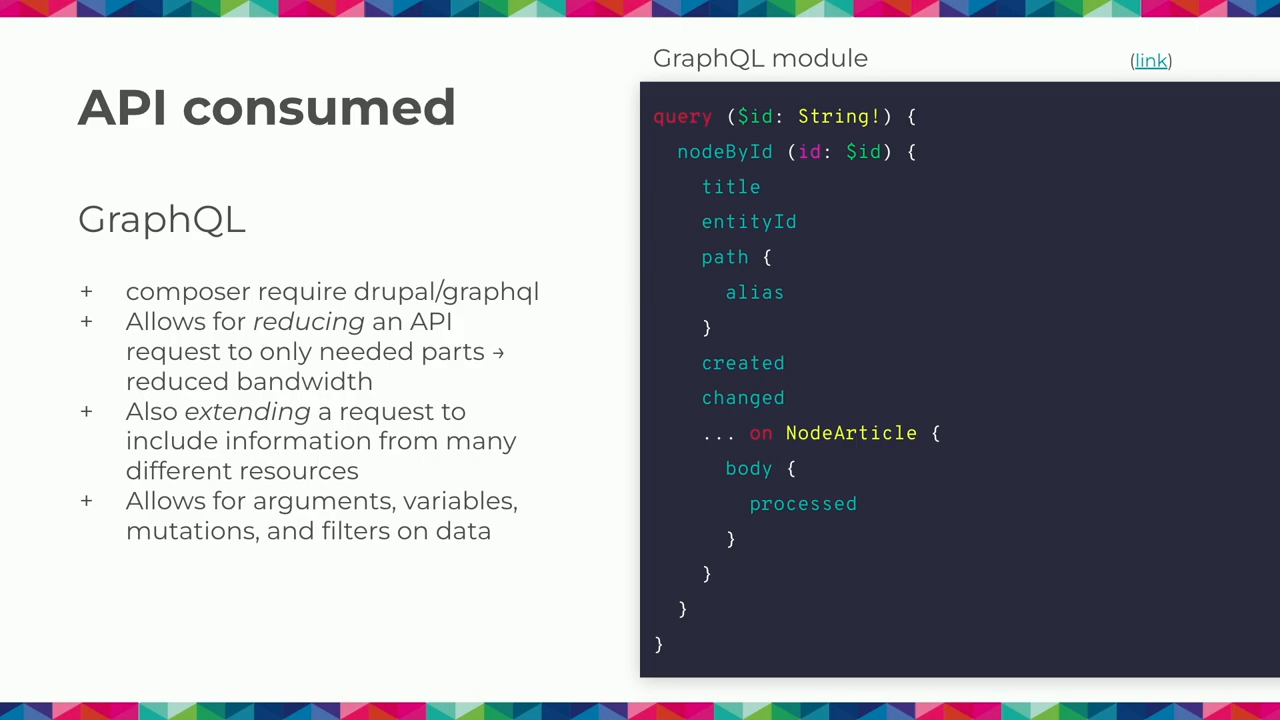 API consumed
GraphQL
+ composer require drupal/graphql
+ Allows for reducing an API
request to only needed parts →
reduced bandwidth
+ Also extending a request to
include information from many
different resources
+ Allows for arguments, variables,
mutations, and filters on data
GraphQL module (link)
query ($id: String!) {
  nodeById (id: $id) {
    title
    entityId
    path {
      alias
    }
    created
    changed
    ... on NodeArticle {
      body {
        processed
      }
    }
  }
}